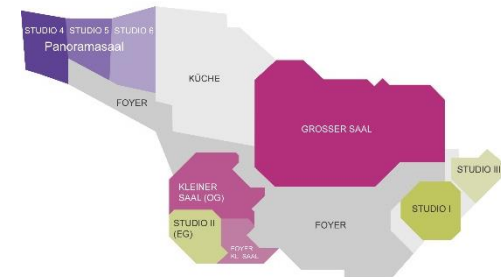 STUDIO 4
STUDIO 5
STUDIO 6
Panoramasaal
KÜCHE
FOYER
GROSSER SAAL
STUDIO III
KLEINER
SAAL (OG)
STUDIO I
STUDIO II
(EG)
FOYER
FOYER
KL. SAAL